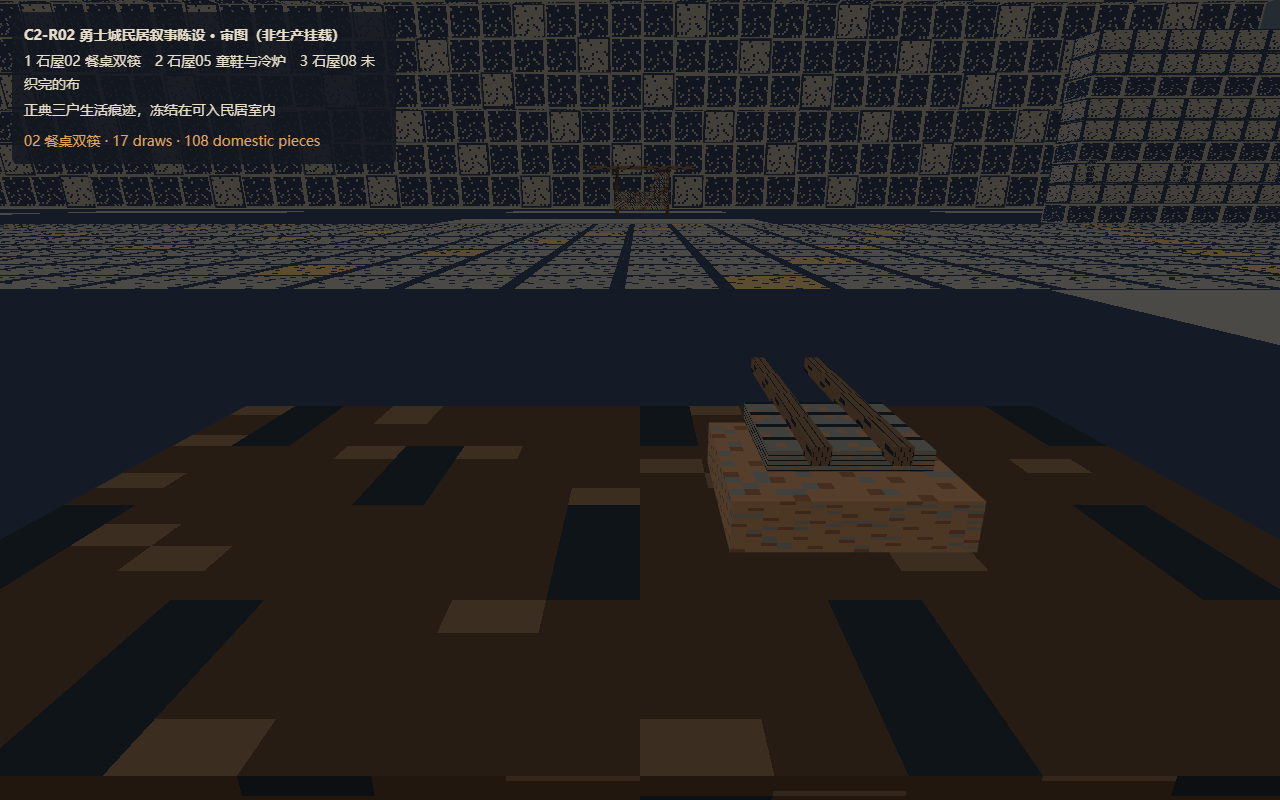 C2-R02 勇士城民居叙事陈设 • 审图（非生产挂载）
1 石屋02 餐桌双筷 2 石屋05 童鞋与冷炉 3 石屋08 未
织完的布
正典三户生活痕迹，冻结在可入民居室内
02 餐桌双筷 · 17 draws · 108 domestic pieces